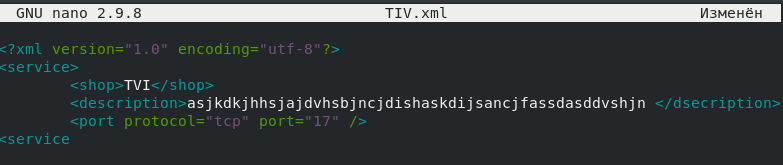 GNU nano 2.9.8 TIV.xml Изменён
<?xml version="1.0" encoding="utf-8"?>
<service>
<shop>TVI</shop>
<description>asjkdkjhhsjajdvhsbjncjdishaskdijsancjfassdasddvshjn </dsecription>
<port protocol="tcp" port="17" />
<service